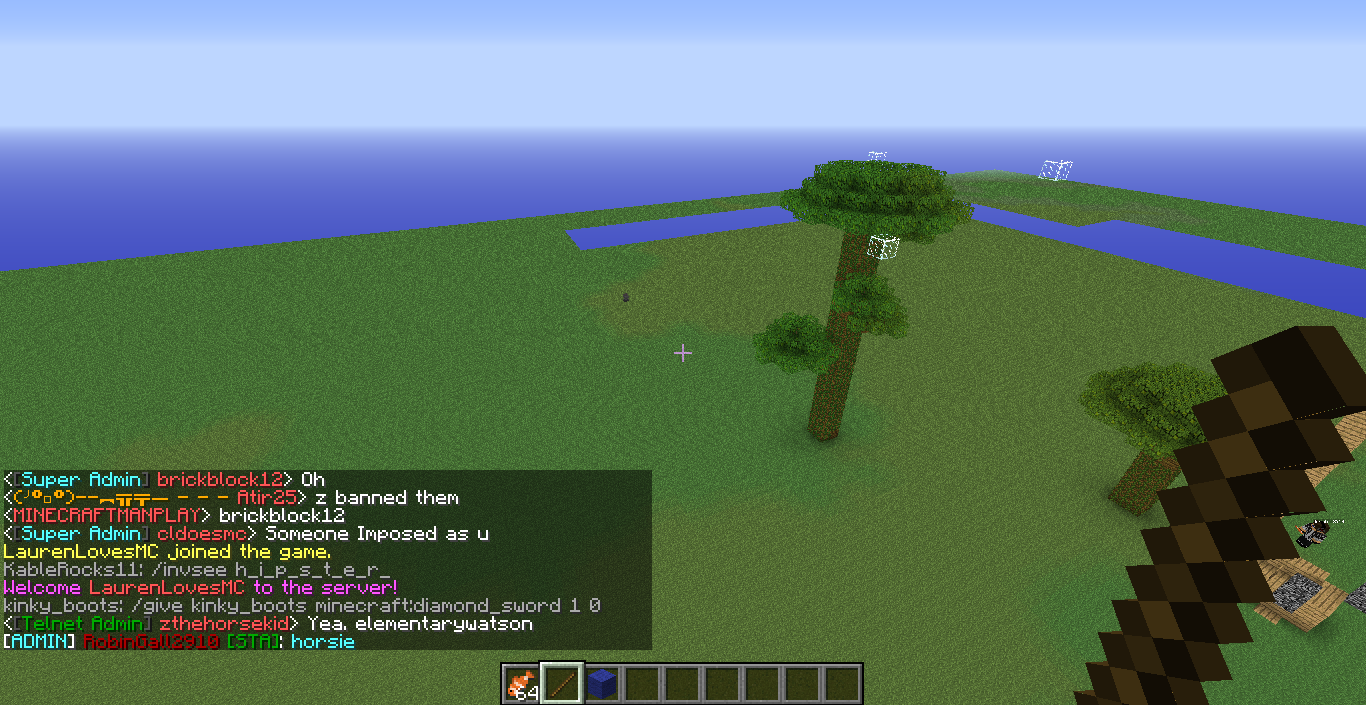 <[Super Admin] brickblock12> Oh
<(╯°□°)--︻╦╤─ - - - Atir25> z banned them
<MINECRAFTMANPLAY> brickblock12
<[Super Admin] cldoesmc> Someone Imposed as u
LaurenLovesMC joined the game.
KableRocks11: /invsee h_i_p_s_t_e_r_
Welcome LaurenLovesMC to the server!
kinky_boots: /give kinky_boots minecraft:diamond_sword 1 0
<[Telnet Admin] zthehorsekid> Yea. elementarywatson
[ADMIN] RobinGall2910 [STA]: horsie
64